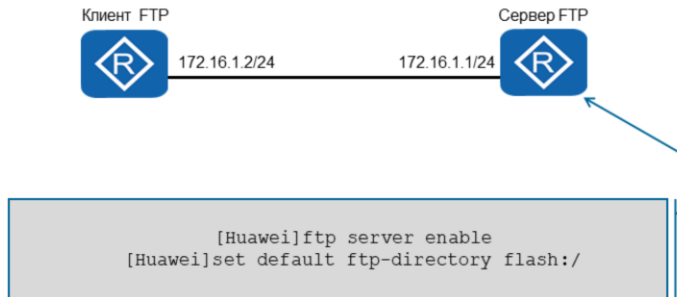 Клиент FTP
Сервер FTP
R
172.16.1.2/24
172.16.1.1/24
R
[Huawei]ftp server enable
[Huawei]set default ftp-directory flash:/